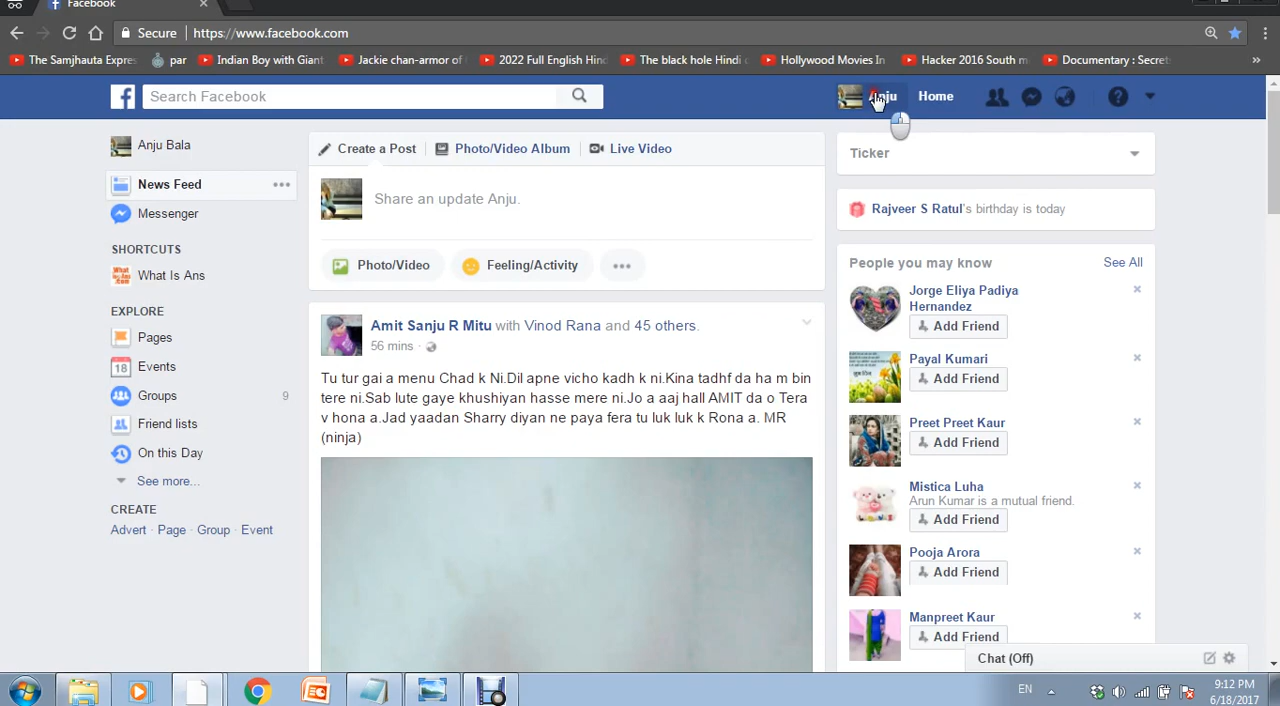 Facebook
Secure
https://www.facebook.com
The Samjhauta Expres
par
Indian Boy with Giant
Jackie chan-armor of
2022 Full English Hind
The black hole Hindi d
Hollywood Movies In
Hacker 2016 South m
Documentary : Secret
Search Facebook
Anju
Home
Anju Bala
News Feed
Messenger
SHORTCUTS
What Is Ans
EXPLORE
Pages
18 Events
Groups 9
Friend lists
On this Day
See more...
CREATE
Advert · Page · Group · Event
Create a Post
Photo/Video Album
Live Video
Share an update Anju.
Photo/Video
Feeling/Activity
Amit Sanju R Mitu with Vinod Rana and 45 others.
56 mins ·
Tu tur gai a menu Chad k Ni.Dil apne vicho kadh k ni.Kina tadhf da ha m bin
tere ni.Sab lute gaye khushiyan hasse mere ni.Jo a aaj hall AMIT da o Tera
v hona a.Jad yaadan Sharry diyan ne paya fera tu luk luk k Rona a. MR
(ninja)
Ticker
Rajveer S Ratul's birthday is today
People you may know
See All
Jorge Eliya Padiya
Hernandez
Add Friend
Payal Kumari
Add Friend
Preet Preet Kaur
Add Friend
Mistica Luha
Arun Kumar is a mutual friend.
Add Friend
Pooja Arora
Add Friend
Manpreet Kaur
Add Friend
Chat (Off)
EN
9:12 PM
6/18/2017